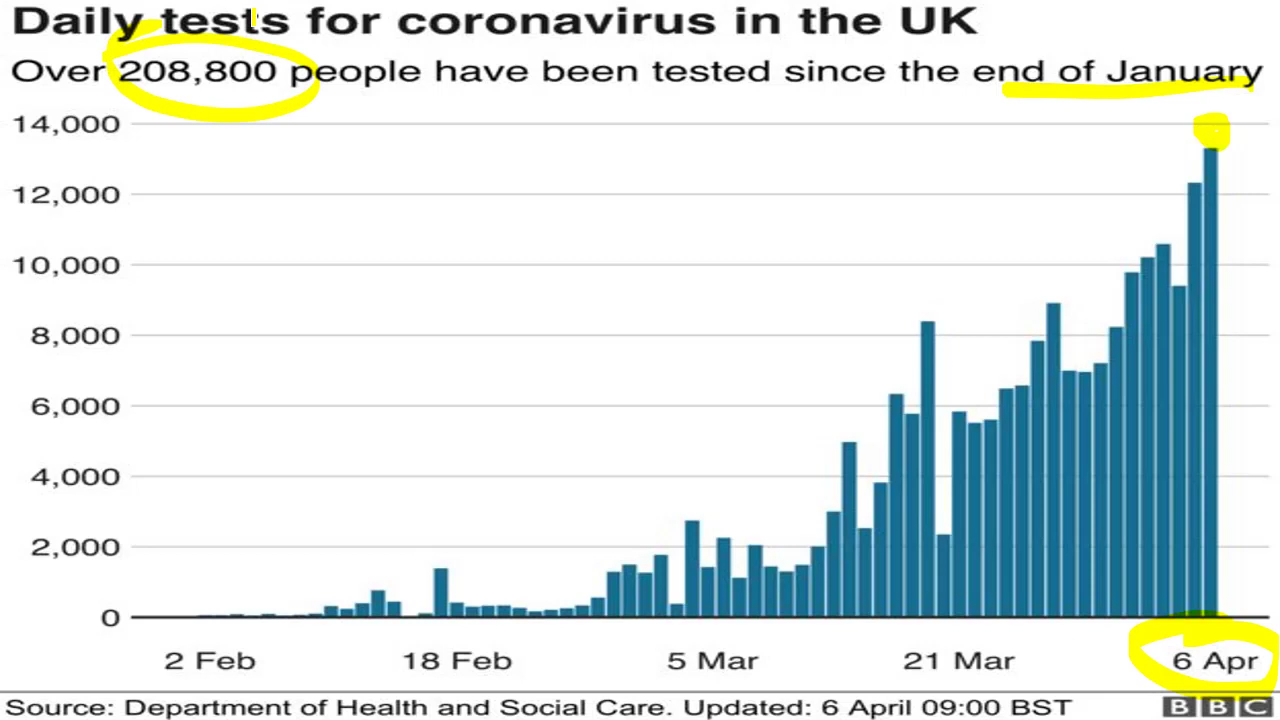 Daily tests for coronavirus in the UK
Over 208,800 people have been tested since the end of January
14,000
12,000
10,000
8,000
6,000
4,000
2,000
0
2 Feb 18 Feb 5 Mar 21 Mar 6 Apr
Source: Department of Health and Social Care. Updated: 6 April 09:00 BST BBC